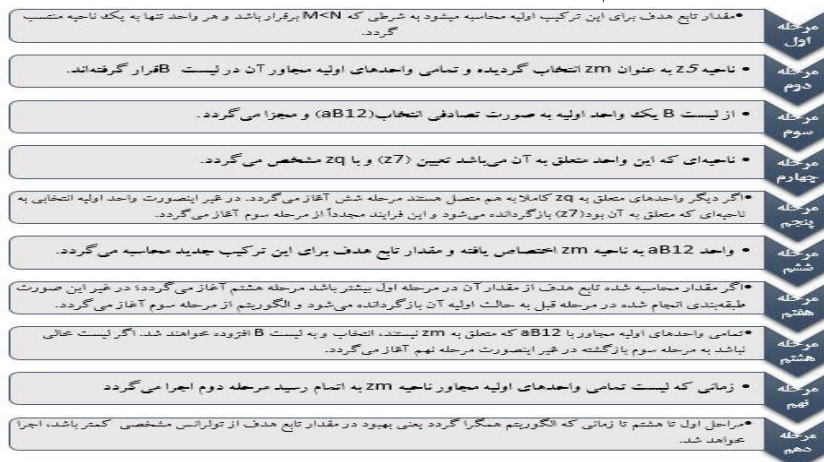 •مقدار تابع هدف برای این ترکیب اولیه محاسبه میشود به شرطی که M<N برقرار باشد و هر واحد تنها به یک ناحیه منتسب
گردد.
مرحله
اول
• ناحیه z5 به عنوان zm انتخاب گردیده و تمامی واحدهای اولیه مجاور آن در لیست Bقرار گرفته‌اند.
مرحله
دوم
• از لیست B یک واحد اولیه به صورت تصادفی انتخاب(aB12) و مجزا می‌گردد.
مرحله
سوم
• ناحیه‌ای که این واحد متعلق به آن می‌باشد تعیین (z7) و با zq مشخص می‌گردد.
مرحله
چهارم
•اگر دیگر واحدهای متعلق به zq کاملا به هم متصل هستند مرحله شش آغاز می‌گردد. در غیر اینصورت واحد اولیه انتخابی به
ناحیه‌ای که متعلق به آن بود(z7) بازگردانده می‌شود و این فرایند مجدداً از مرحله سوم آغاز می‌گردد.
مرحله
پنجم
• واحد aB12 به ناحیه zm اختصاص یافته و مقدار تابع هدف برای این ترکیب جدید محاسبه می‌گردد.
مرحله
ششم
•اگر مقدار محاسبه شده تابع هدف از مقدار آن در مرحله اول بیشتر باشد مرحله هشتم آغاز می‌گردد؛ در غیر این صورت
طبقه‌بندی انجام شده در مرحله قبل به حالت اولیه آن بازگردانده می‌شود و الگوریتم از مرحله سوم آغاز می‌گردد.
مرحله
هفتم
•تمامی واحدهای اولیه مجاور با aB12 که متعلق به zm نیستند، انتخاب و به لیست B افزوده خواهند شد. اگر لیست خالی
نباشد به مرحله سوم بازگشته در غیر اینصورت مرحله نهم آغاز می‌گردد.
مرحله
هشتم
• زمانی که لیست تمامی واحدهای اولیه مجاور ناحیه zm به اتمام رسید مرحله دوم اجرا می‌گردد
مرحله
نهم
•مراحل اول تا هشتم تا زمانی که الگوریتم همگرا گردد یعنی بهبود در مقدار تابع هدف از تولرانس مشخصی کمتر باشد، اجرا
خواهد شد.
مرحله
دهم